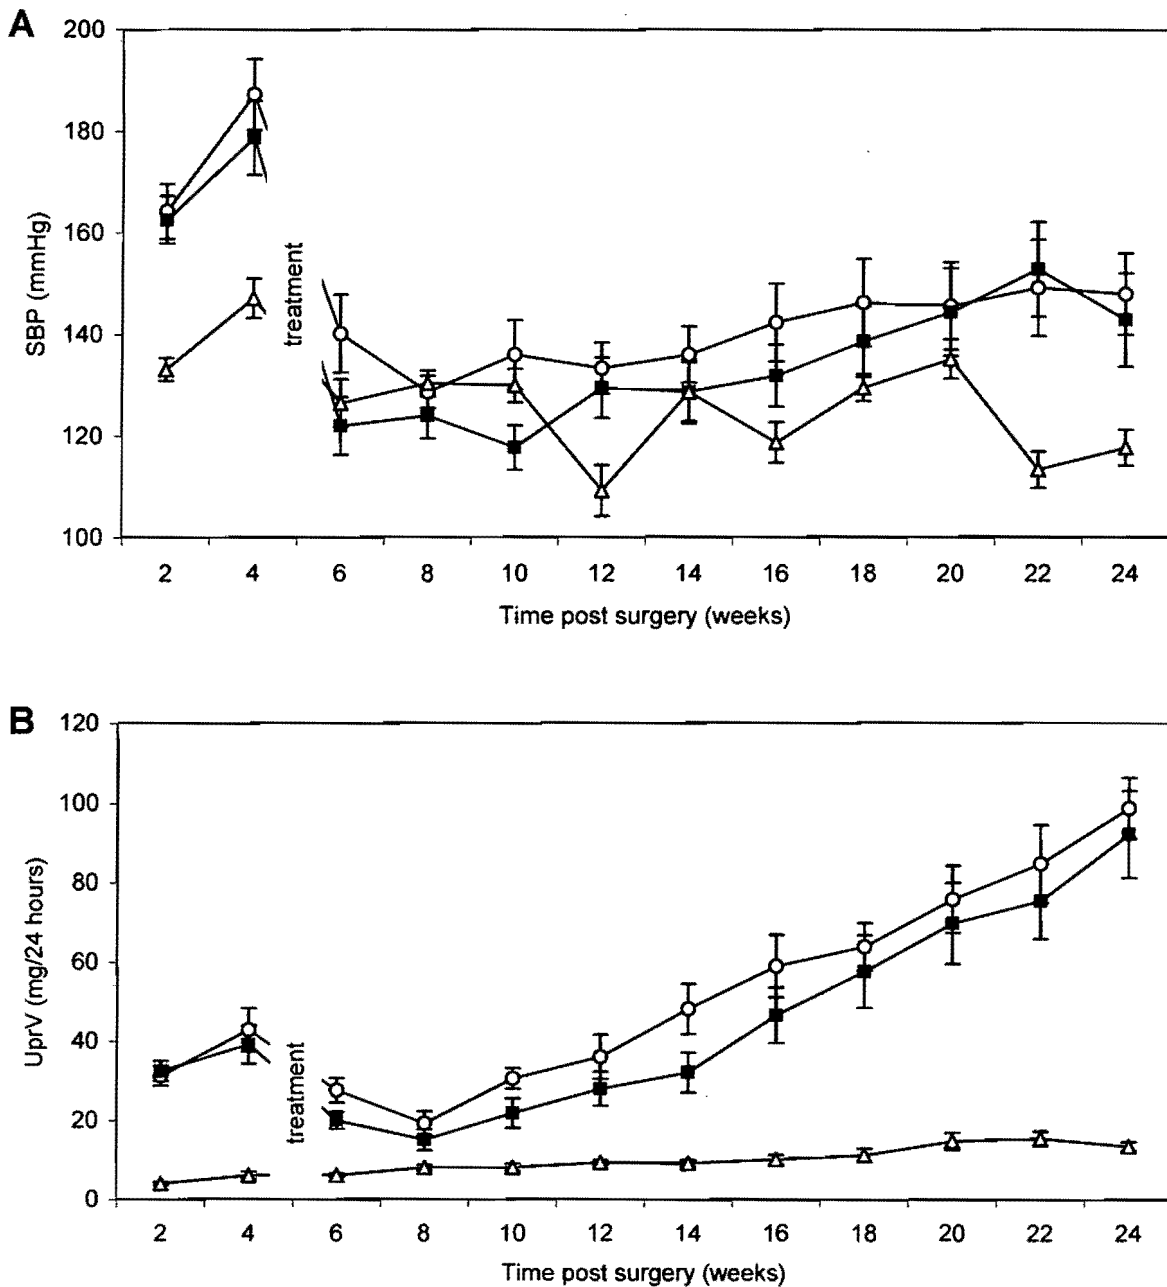 A
200
180
160
140
120
100
SBP (mmHg)
treatment
2 4 6 8 10 12 14 16 18 20 22 24
Time post surgery (weeks)
B
120
100
80
60
40
20
0
UprV (mg/24 hours)
treatment
2 4 6 8 10 12 14 16 18 20 22 24
Time post surgery (weeks)